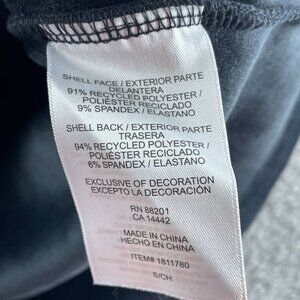 SHELL FACE / EXTERIOR PARTE
DELANTERA
91% RECYCLED POLYESTER /
POLIÉSTER RECICLADO
9% SPANDEX / ELASTANO
SHELL BACK / EXTERIOR PARTE
TRASERA
94% RECYCLED POLYESTER /
POLIÉSTER RECICLADO
6% SPANDEX / ELASTANO
EXCLUSIVE OF DECORATION
EXCEPTO LA DECORACIÓN
RN 88201
CA 14442
MADE IN CHINA
HECHO EN CHINA
ITEM# 1811780
S/CH